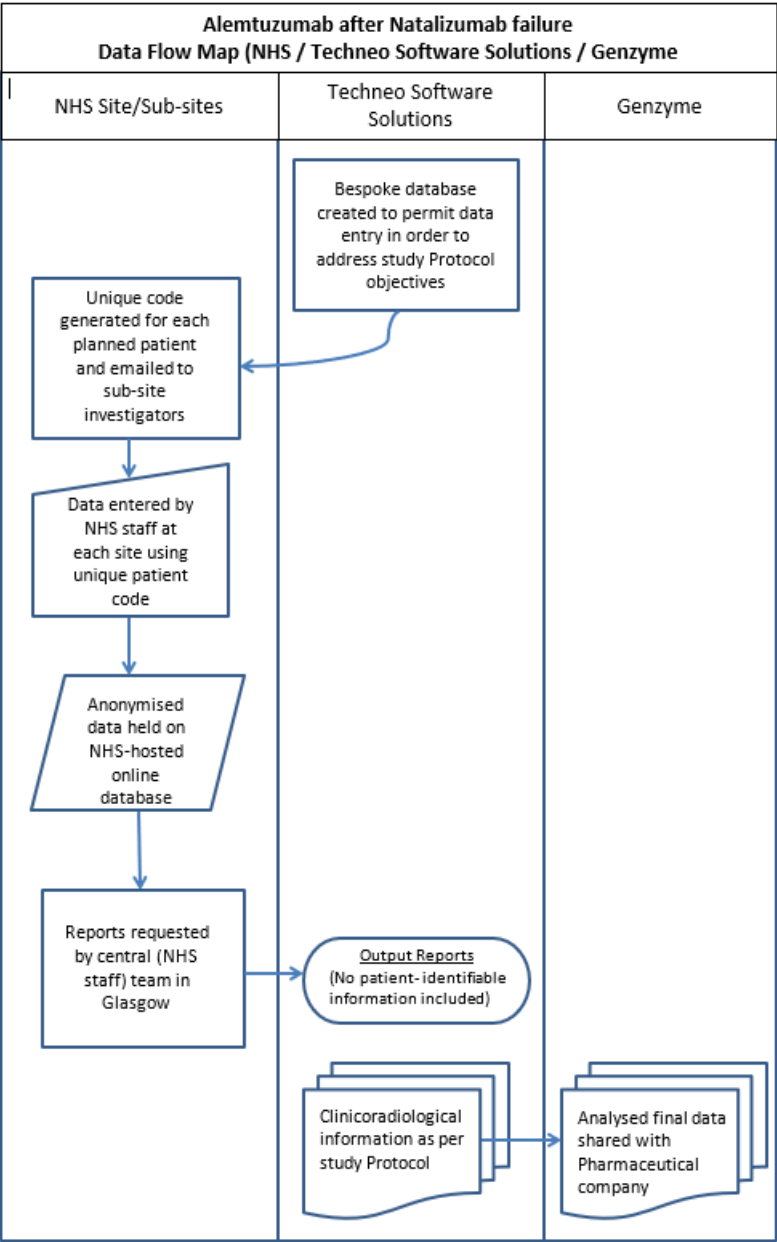 Alemtuzumab after Natalizumab failure
Data Flow Map (NHS / Techneo Software Solutions / Genzyme
NHS Site/Sub-sites
Techneo Software
Solutions
Genzyme
Bespoke database
created to permit data
entry in order to
address study Protocol
objectives
Unique code
generated for each
planned patient
and emailed to
sub-site
investigators
Data entered by
NHS staff at
each site using
unique patient
code
Anonymised
data held on
NHS-hosted
online
database
Reports requested
by central (NHS
staff) team in
Glasgow
Output Reports
(No patient- identifiable
information included)
Clinicoradiological
information as per
study Protocol
Analysed final data
shared with
Pharmaceutical
company